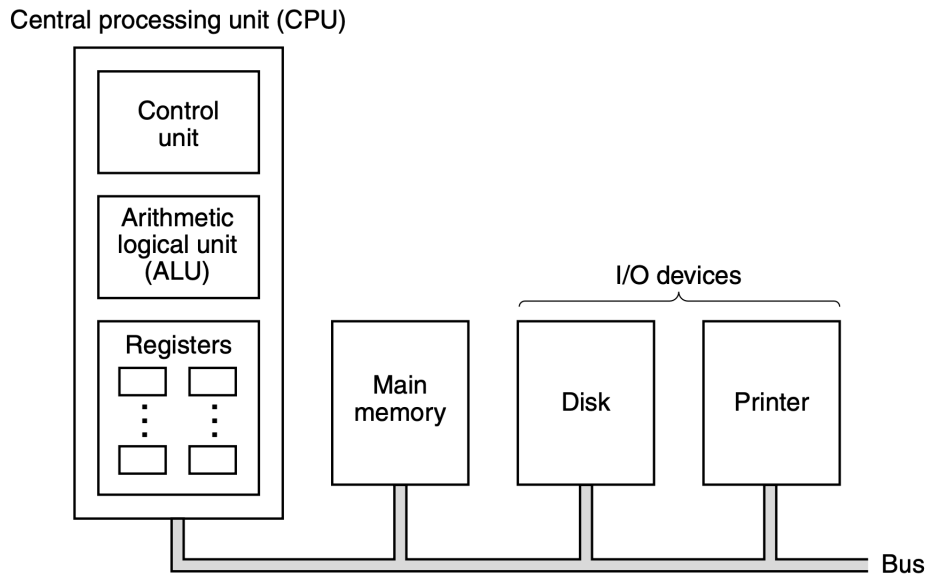 Central processing unit (CPU)
Control
unit
Arithmetic
logical unit
(ALU)
Registers
I/O devices
Main
memory
Disk
Printer
Bus